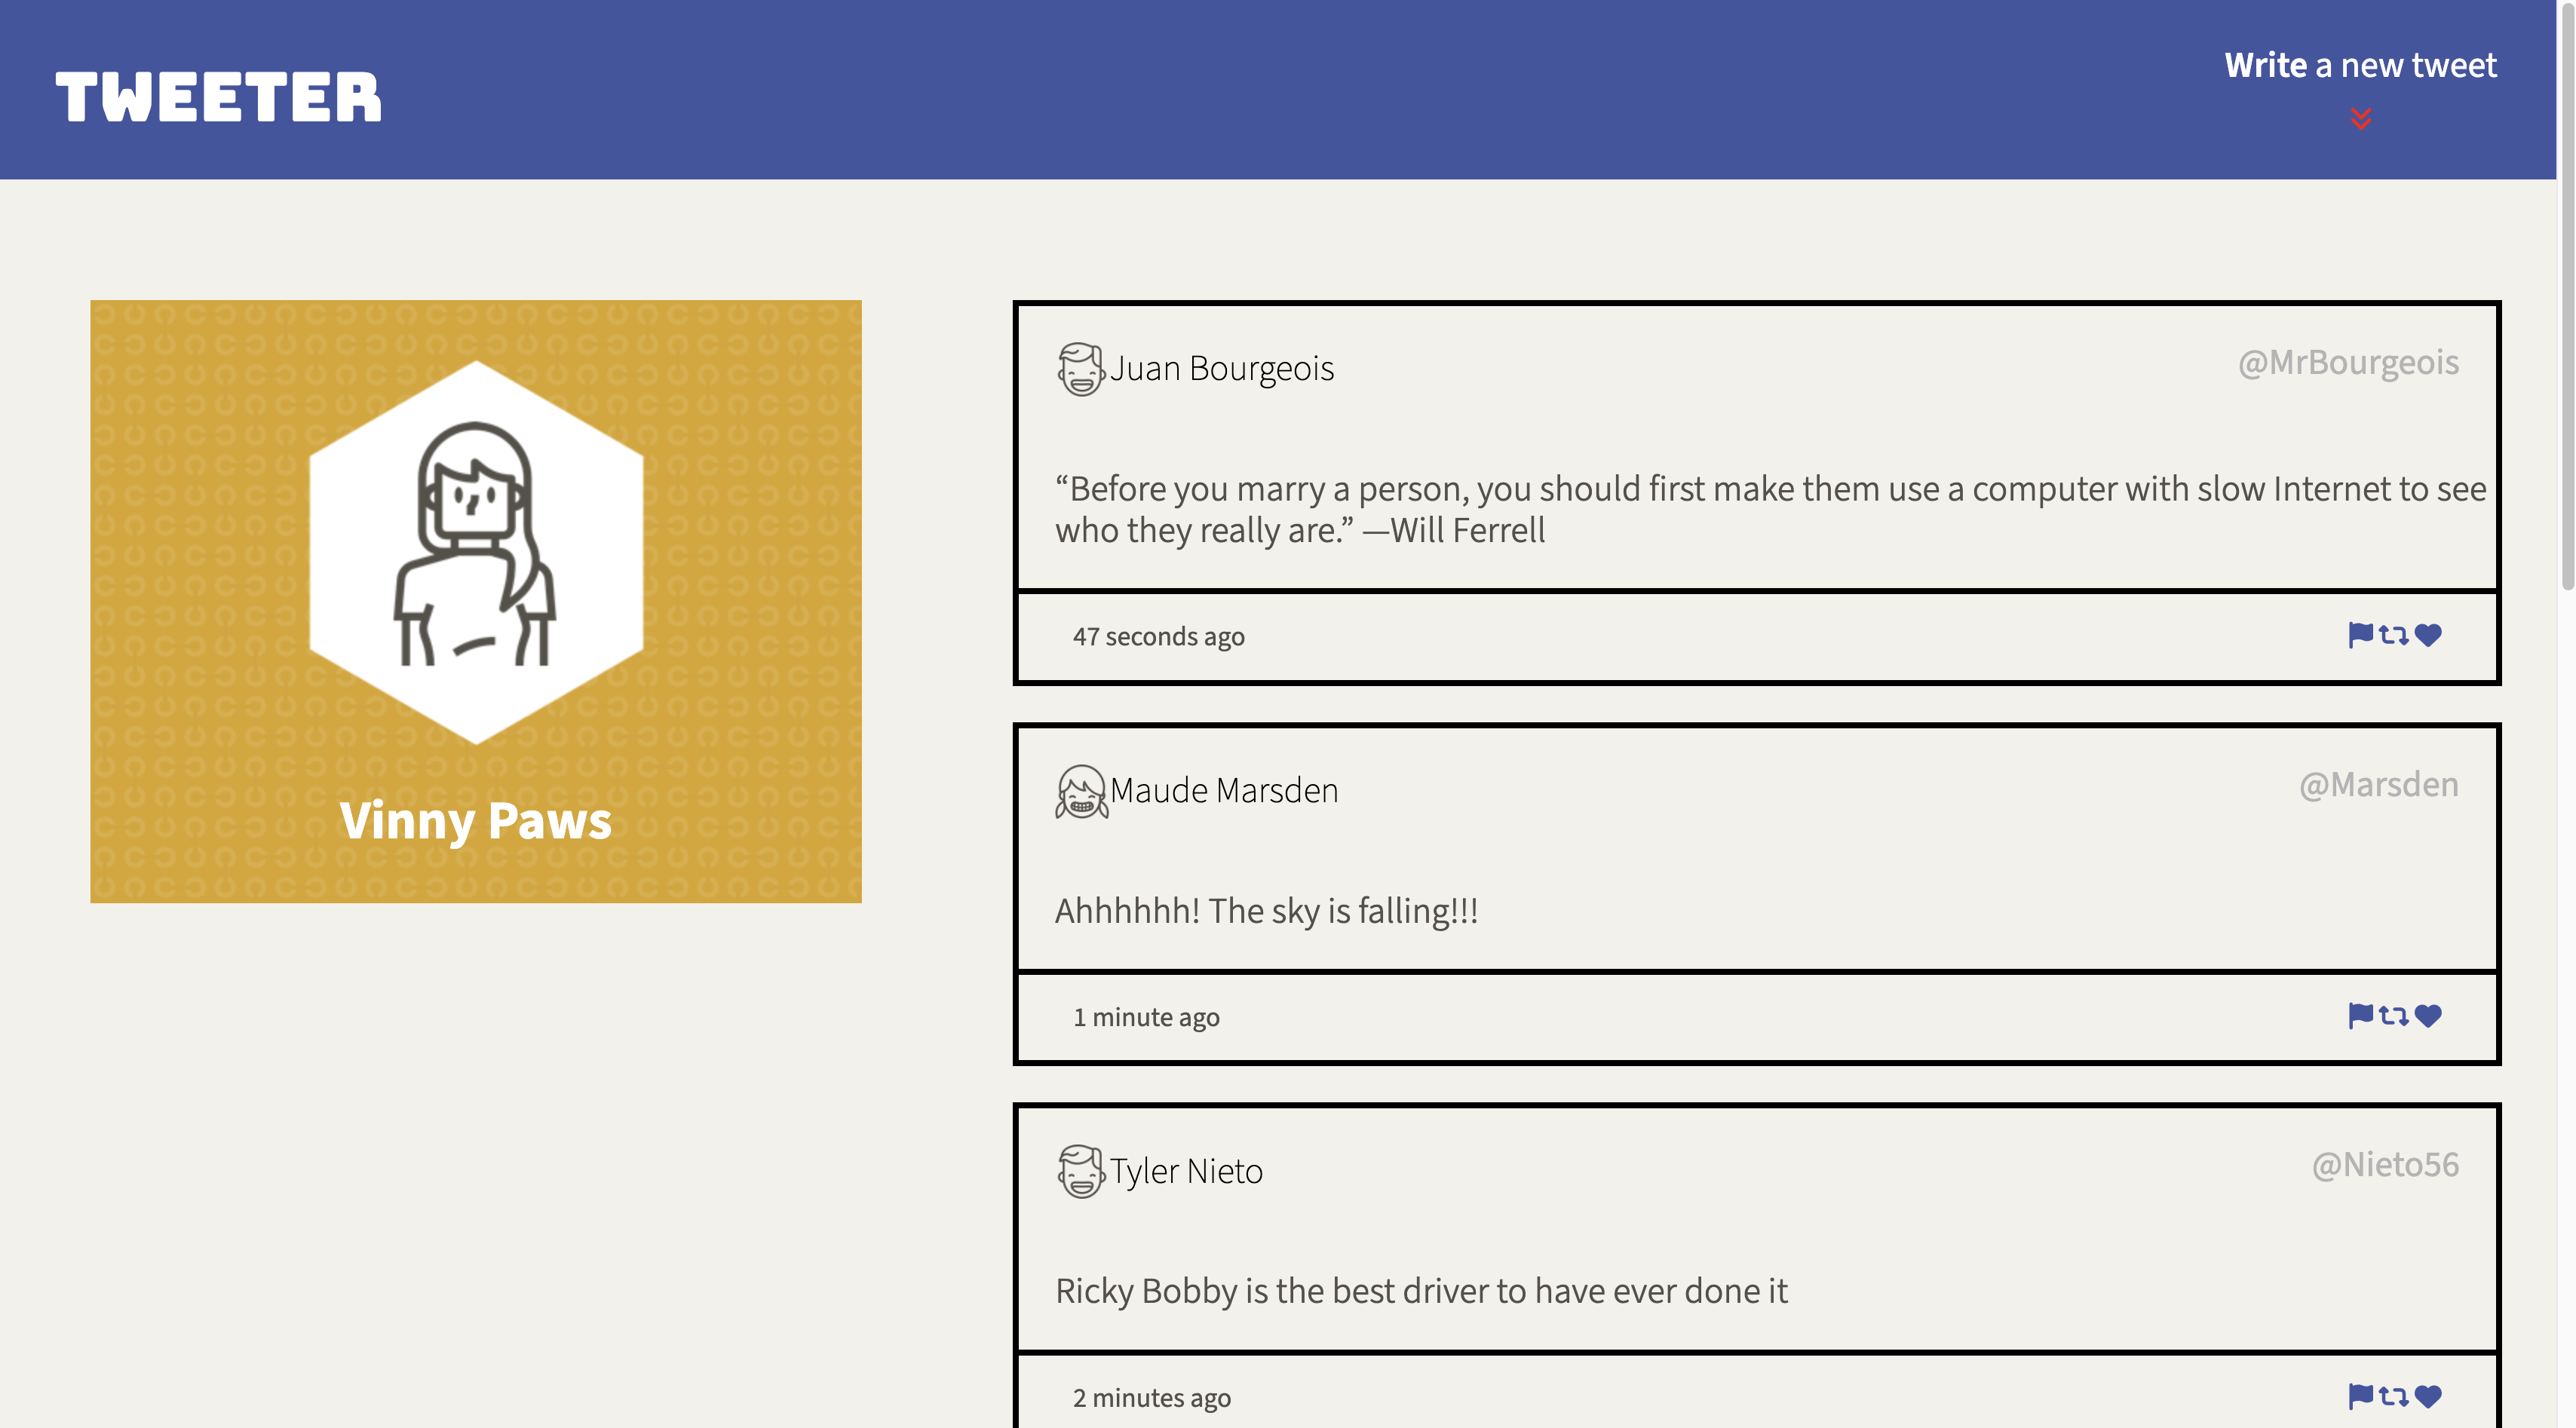 TWEETER
Write a new tweet
Vinny Paws
Juan Bourgeois
@MrBourgeois
“Before you marry a person, you should first make them use a computer with slow Internet to see
who they really are.” —Will Ferrell
47 seconds ago
Maude Marsden
@Marsden
Ahhhhhh! The sky is falling!!!
1 minute ago
Tyler Nieto
@Nieto56
Ricky Bobby is the best driver to have ever done it
2 minutes ago